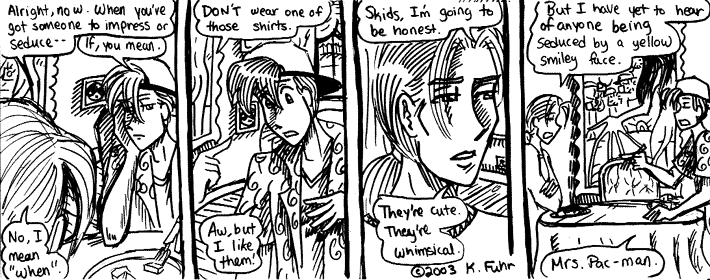 Alright, now. When you've
got someone to impress or
seduce--
If, you mean.
No, I
mean
"when".
DON'T wear one of
those shirts.
Aw, but
I like
them!
Skids, I'm going to
be honest.
They're cute.
They're
whimsical.
©2003 K. Fuhr
But I have yet to hear
of anyone being
seduced by a yellow
smiley face.
Mrs. Pac-man.